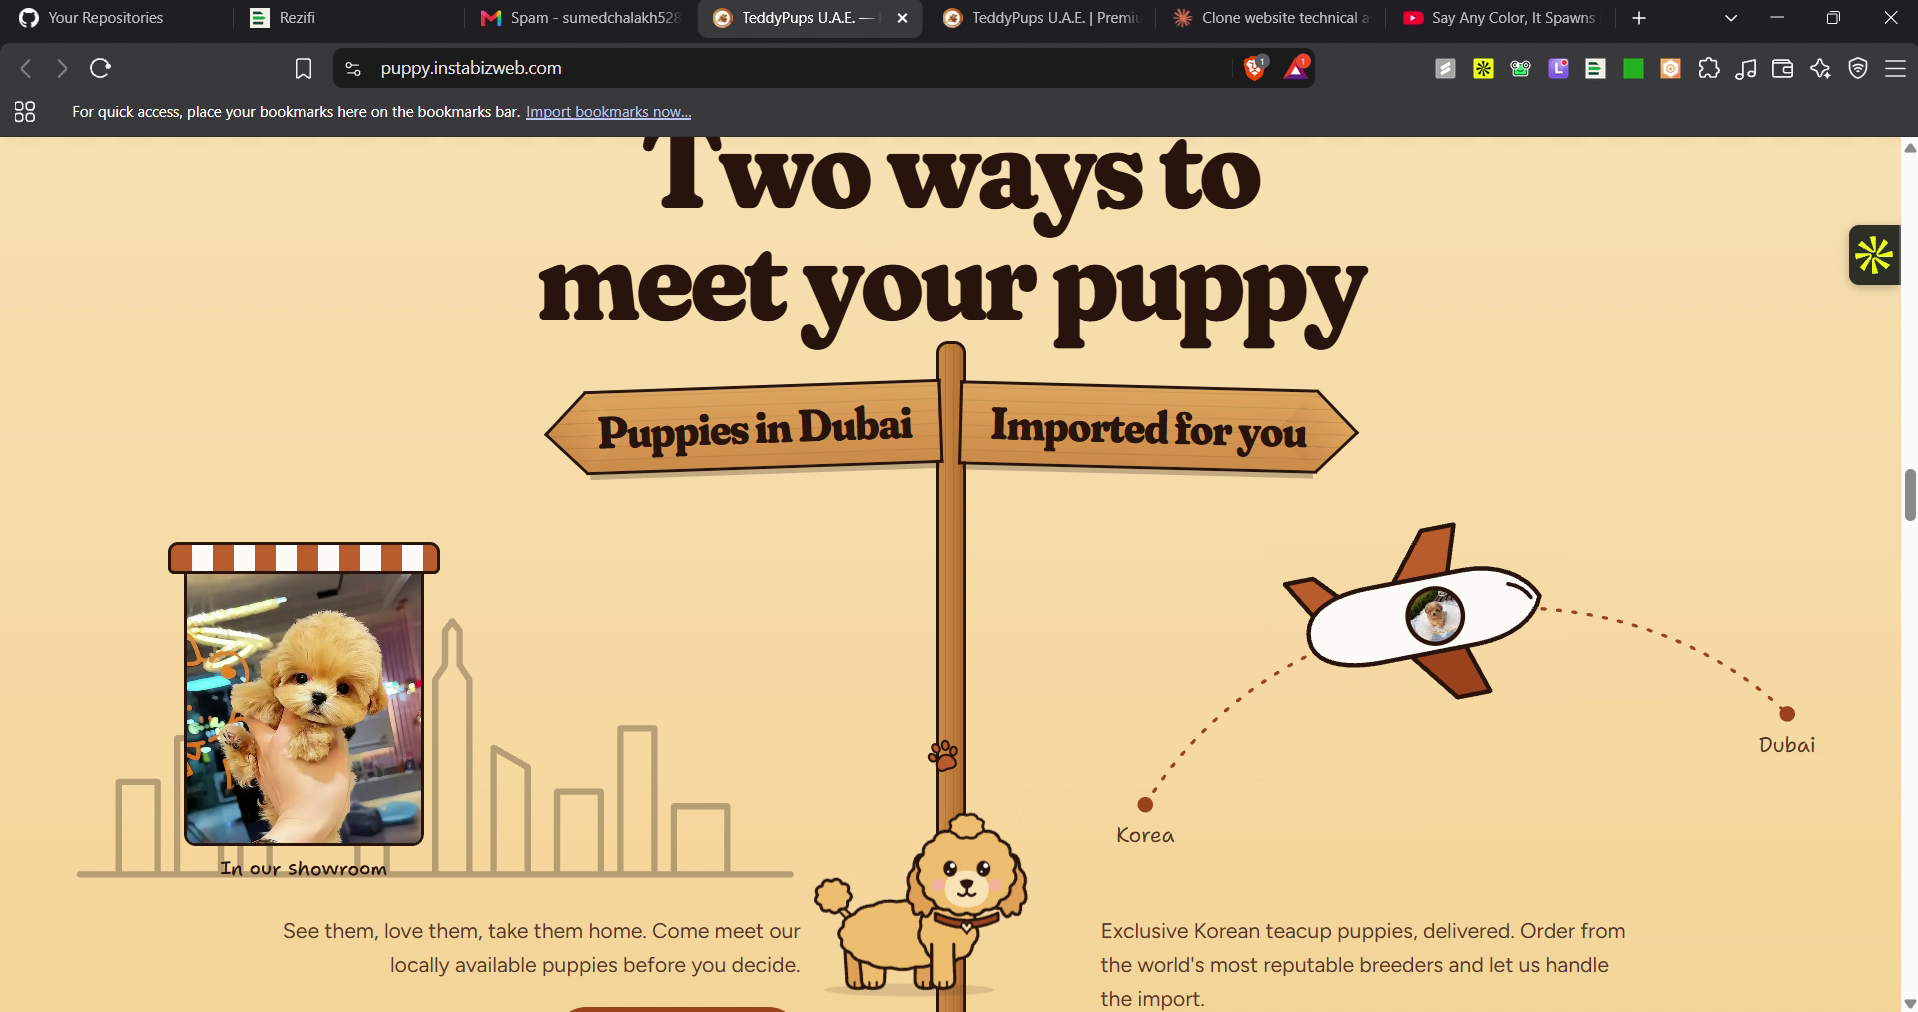 Your Repositories
Rezifi
Spam - sumedchalakh528
TeddyPups U.A.E. —
TeddyPups U.A.E. | Premiu
Clone website technical a
Say Any Color, It Spawns
puppy.instabizweb.com
1
1
For quick access, place your bookmarks here on the bookmarks bar. Import bookmarks now...
Two ways to
meet your puppy
Puppies in Dubai
Imported for you
Dubai
Korea
In our showroom
See them, love them, take them home. Come meet our
locally available puppies before you decide.
Exclusive Korean teacup puppies, delivered. Order from
the world's most reputable breeders and let us handle
the import.